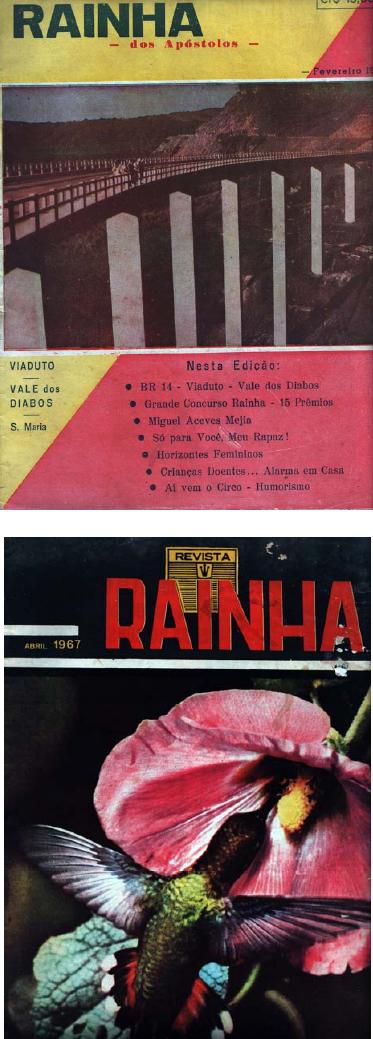 RAINHA
— dos Apóstolos —
— Fevereiro
VIADUTO
VALE dos
DIABOS
S. Maria
Nesta Edição:
● BR 14 - Viaduto - Vale dos Diabos
● Grande Concurso Rainha - 15 Prêmios
● Miguel Aceves Mejia
● Só para Você, Meu Rapaz!
● Horizontes Femininos
● Crianças Doentes... Alarma em Casa
● Aí vem o Circo - Humorismo
REVISTA
RAINHA
ABRIL 1967